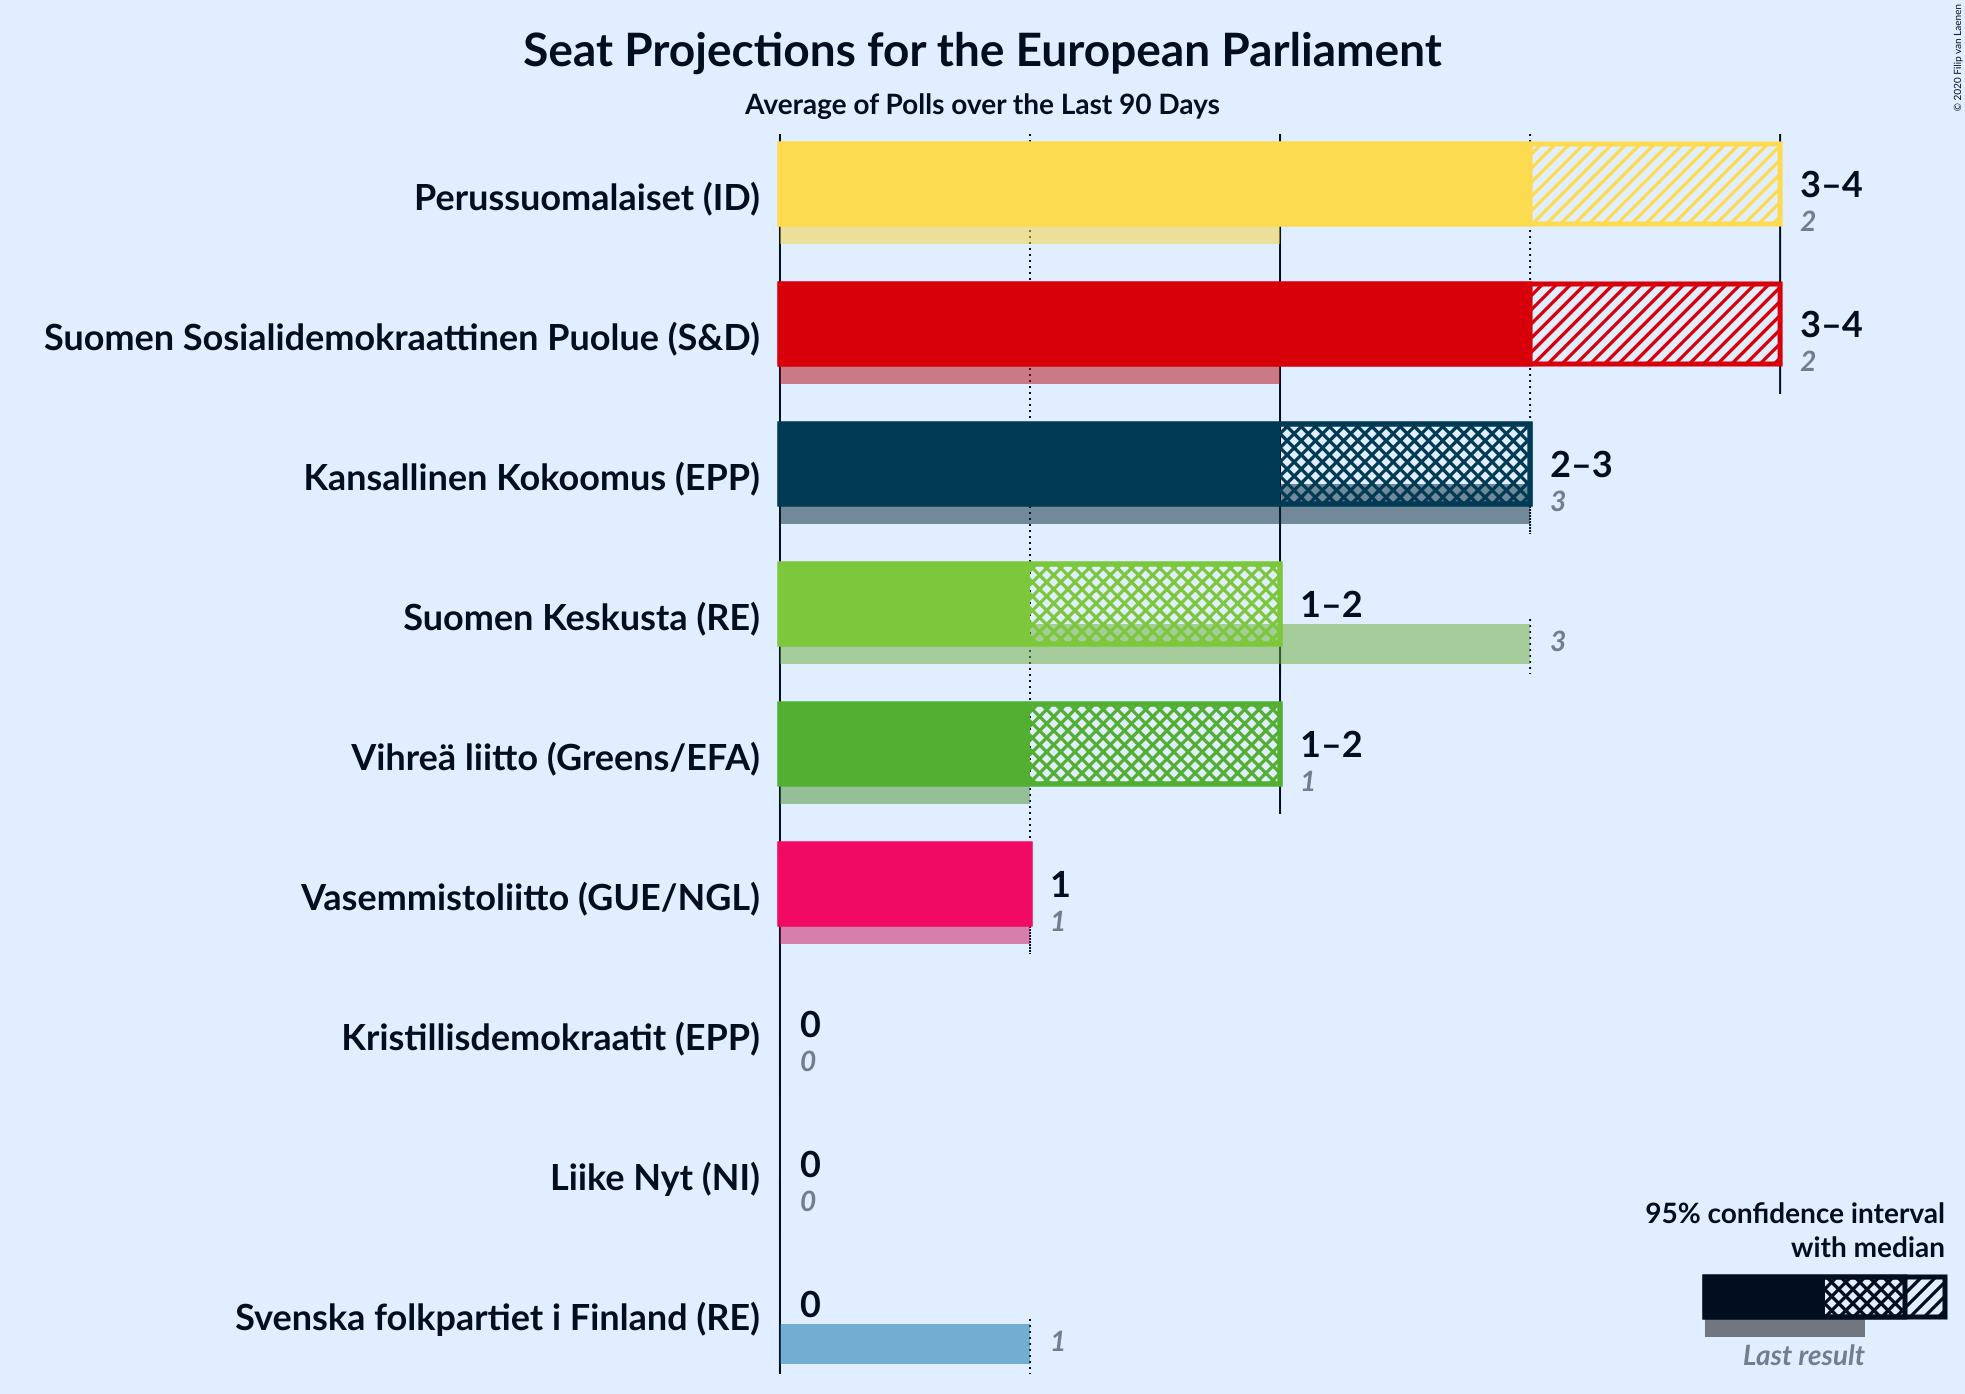 Seat Projections for the European Parliament
Average of Polls over the Last 90 Days
© 2020 Filip van Laenen
Perussuomalaiset (ID)
3–4
2
Suomen Sosialidemokraattinen Puolue (S&D)
3–4
2
Kansallinen Kokoomus (EPP)
2–3
3
Suomen Keskusta (RE)
1–2
3
Vihreä liitto (Greens/EFA)
1–2
1
Vasemmistoliitto (GUE/NGL)
1
1
Kristillisdemokraatit (EPP)
0
0
Liike Nyt (NI)
0
0
Svenska folkpartiet i Finland (RE)
0
1
95% confidence interval
with median
Last result